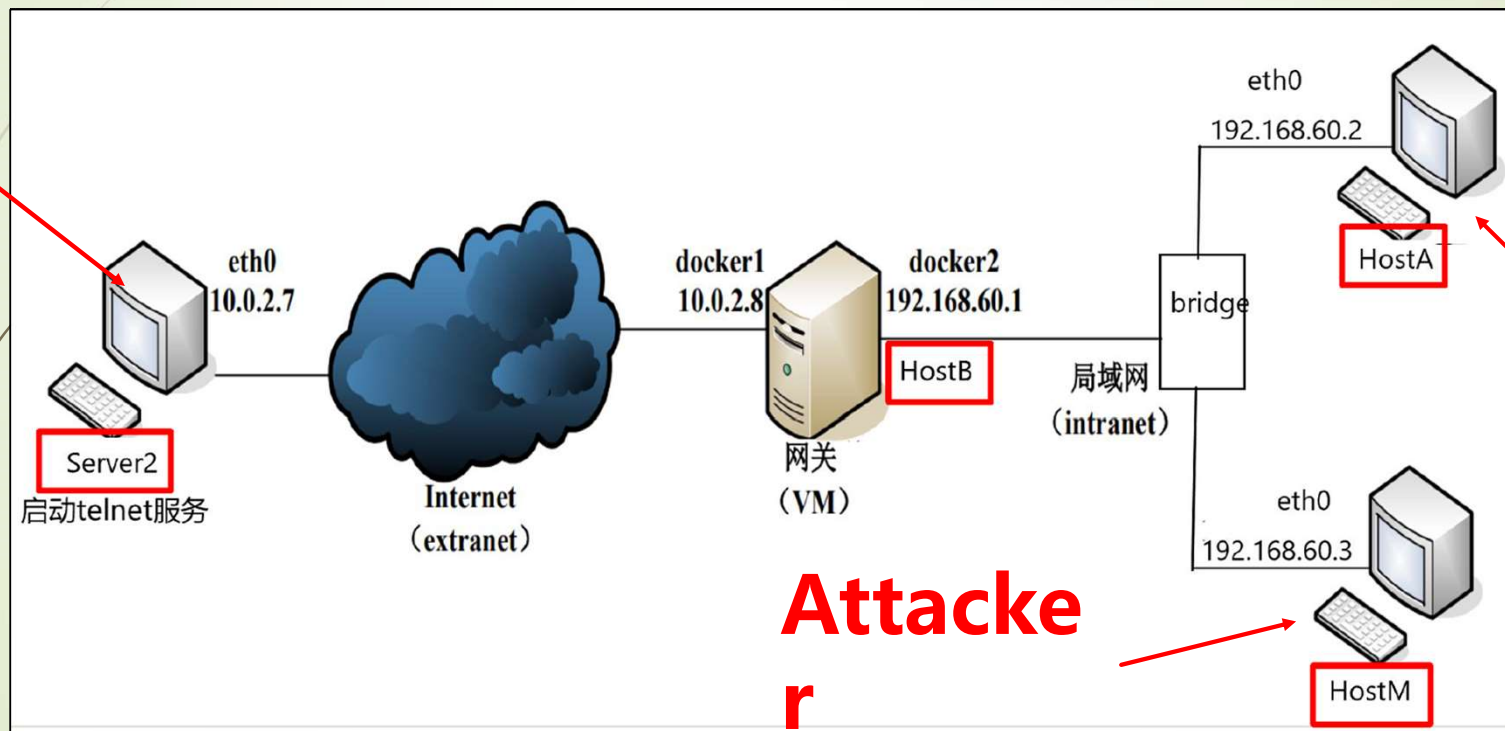 eth0
10.0.2.7
Server2
启动telnet服务
Internet
(extranet)
docker1
10.0.2.8
docker2
192.168.60.1
HostB
网关
(VM)
局域网
(intranet)
bridge
eth0
192.168.60.2
HostA
eth0
192.168.60.3
HostM
Attacke
r